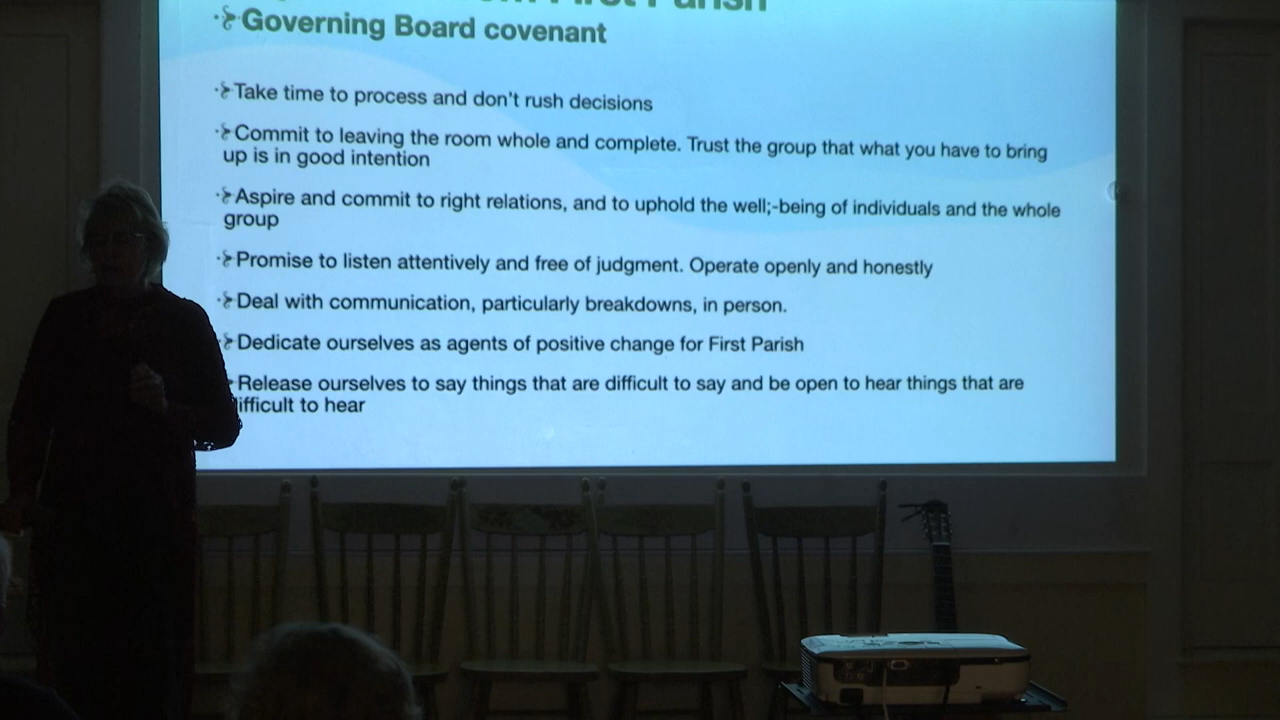 First Parish
Governing Board covenant
Take time to process and don't rush decisions
Commit to leaving the room whole and complete. Trust the group that what you have to bring
up is in good intention
Aspire and commit to right relations, and to uphold the well;-being of individuals and the whole
group
Promise to listen attentively and free of judgment. Operate openly and honestly
Deal with communication, particularly breakdowns, in person.
Dedicate ourselves as agents of positive change for First Parish
Release ourselves to say things that are difficult to say and be open to hear things that are
ifficult to hear